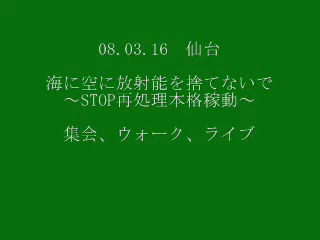 08.03.16　仙台
海に空に放射能を捨てないで
～STOP再処理本格稼動～
集会、ウォーク、ライブ